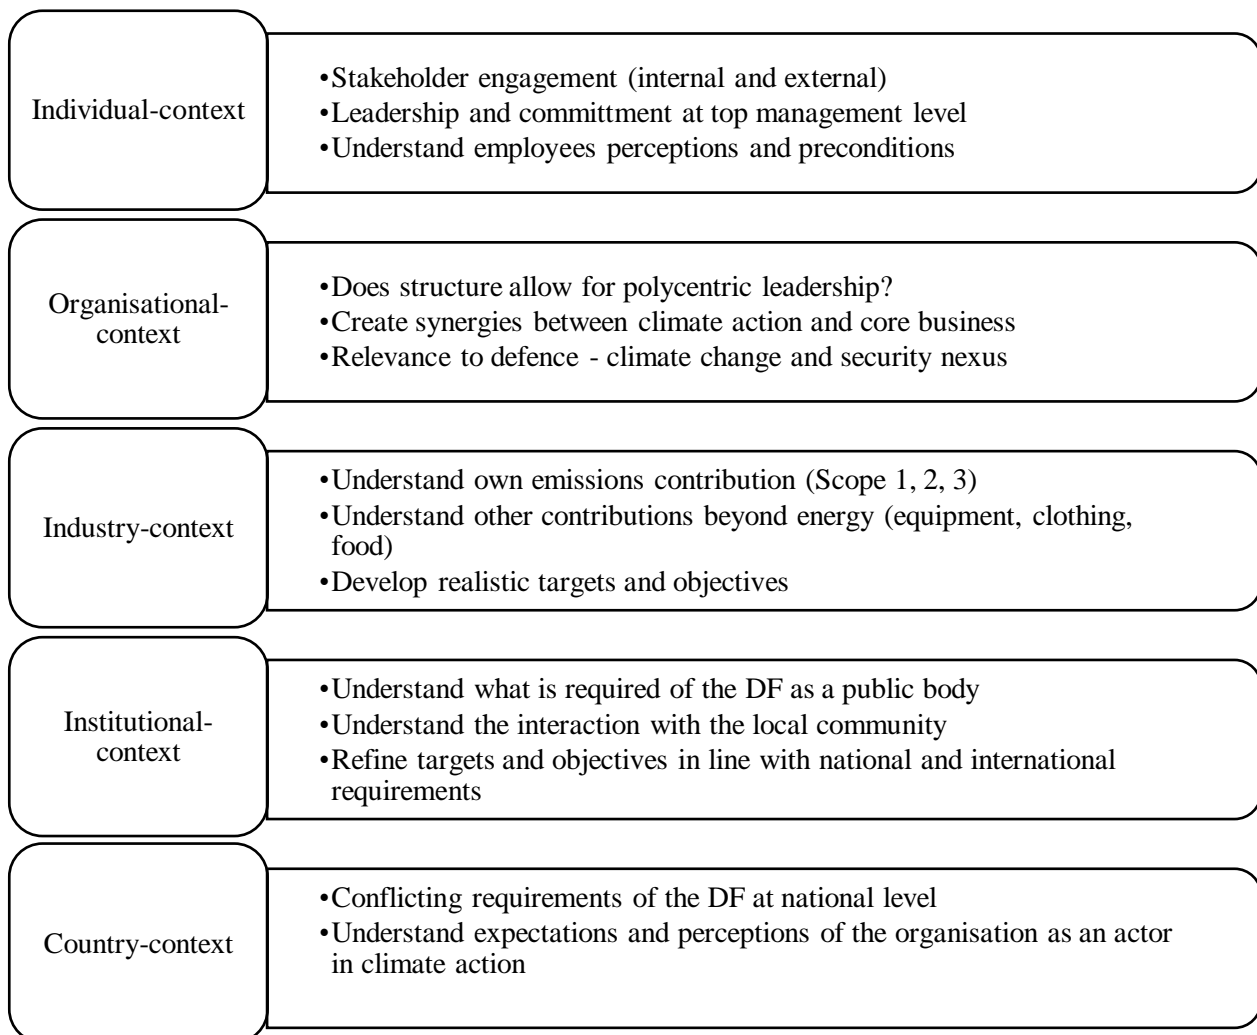 Individual-context
•Stakeholder engagement (internal and external)
•Leadership and committment at top management level
•Understand employees perceptions and preconditions
Organisational-
context
•Does structure allow for polycentric leadership?
•Create synergies between climate action and core business
•Relevance to defence - climate change and security nexus
Industry-context
•Understand own emissions contribution (Scope 1, 2, 3)
•Understand other contributions beyond energy (equipment, clothing,
food)
•Develop realistic targets and objectives
Institutional-
context
•Understand what is required of the DF as a public body
•Understand the interaction with the local community
•Refine targets and objectives in line with national and international
requirements
Country-context
•Conflicting requirements of the DF at national level
•Understand expectations and perceptions of the organisation as an actor
in climate action